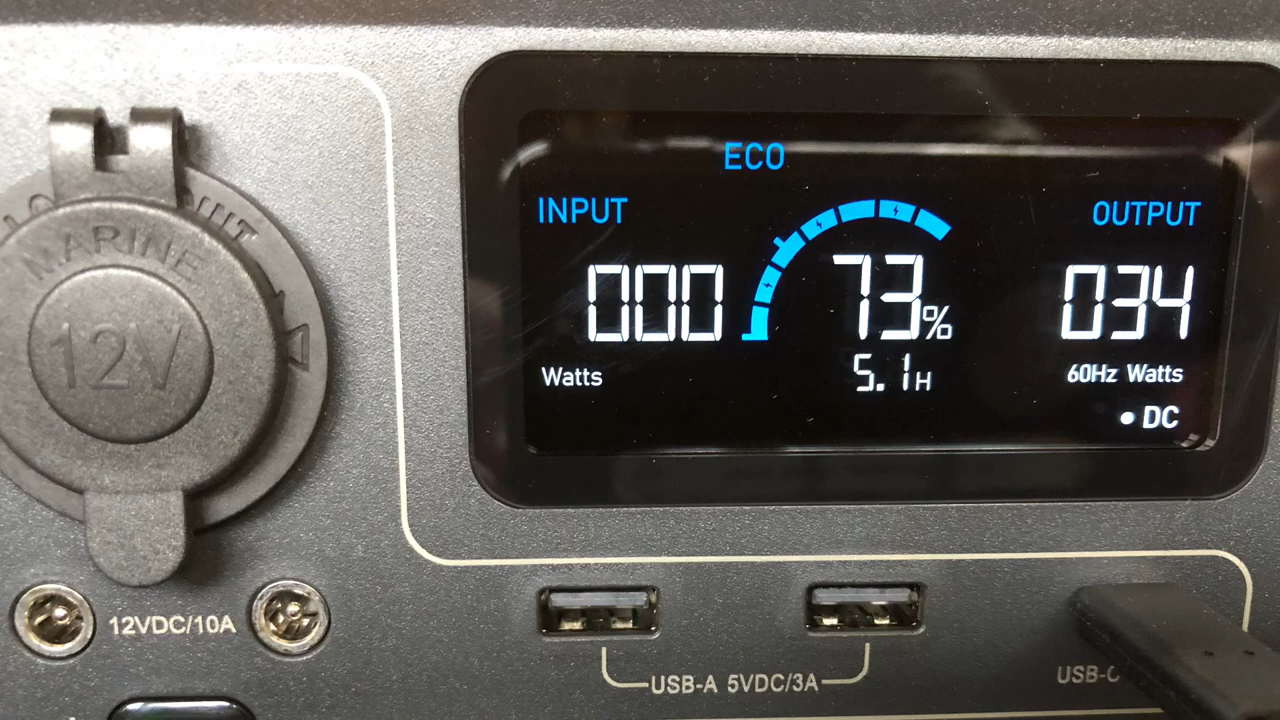 ECO
INPUT
OUTPUT
000
73%
034
5.1H
Watts
60Hz Watts
• DC
MARINE
12V
12VDC/10A
USB-A 5VDC/3A
USB-C